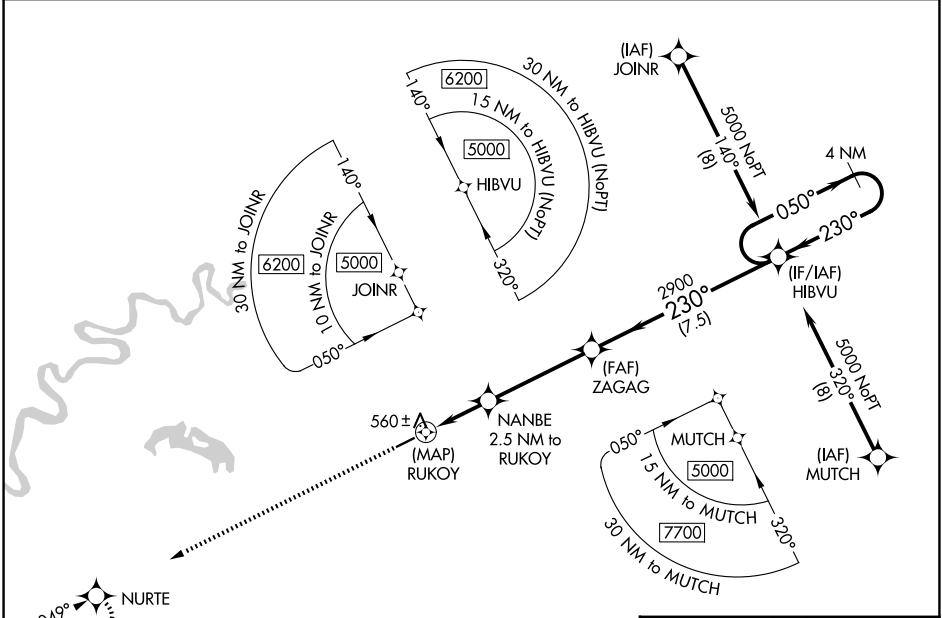 (IAF)
JOINR
5000 NoPT
140°
(8)
4 NM
050°
230°
(IF/IAF)
HIBVU
2900
230°
(7.5)
5000 NoPT
320°
(8)
(IAF)
MUTCH
(FAF)
ZAGAG
NANBE
2.5 NM to
RUKOY
560 ±
(MAP)
RUKOY
NURTE
049°
6200
30 NM to HIBVU (NoPT)
15 NM to HIBVU (NoPT)
140°
5000
HIBVU
320°
30 NM to JOINR
6200
10 NM to JOINR
5000
140°
JOINR
050°
050°
MUTCH
5000
15 NM to MUTCH
7700
30 NM to MUTCH
320°